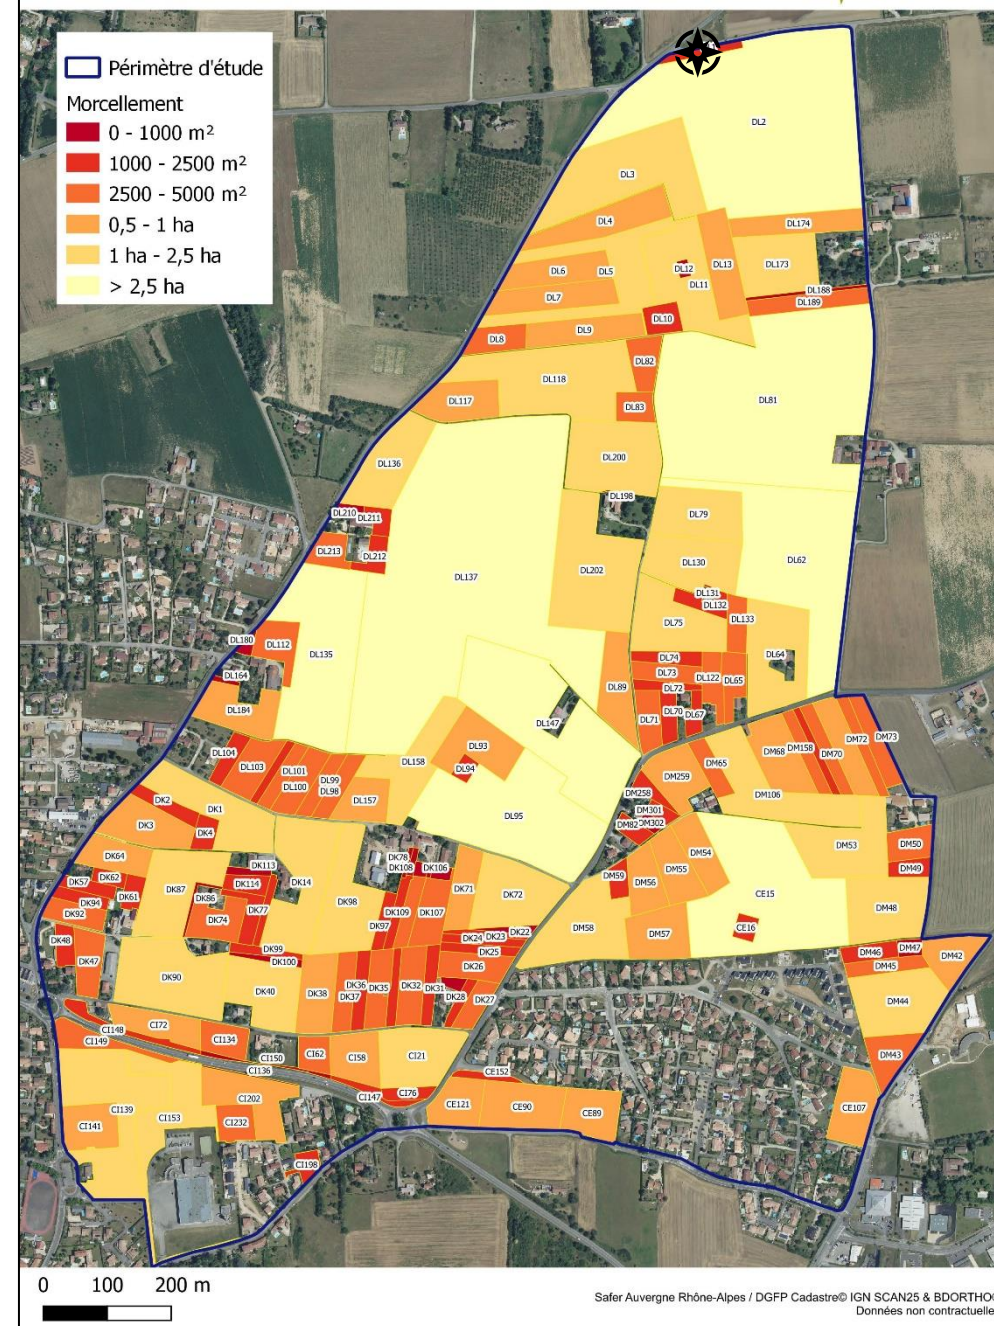 Périmètre d'étude
Morcellement
0 - 1000 m²
1000 - 2500 m²
2500 - 5000 m²
0,5 - 1 ha
1 ha - 2,5 ha
> 2,5 ha
DL2
DL3
DL4
DL174
DL6
DL5
DL12
DL13
DL173
DL11
DL7
DL188
DL189
DL10
DL9
DL8
DL82
DL118
DL117
DL83
DL81
DL136
DL200
DL198
DL210
DL211
DL79
DL213
DL212
DL130
DL62
DL137
DL202
DL131
DL132
DL133
DL75
DL180
DL112
DL135
DL64
DL74
DL164
DL73
DL122
DL65
DL72
DL89
DL184
DL70
DL67
DL71
DL147
DL93
DL104
DL103
DL101
DL158
DL94
DL99
DL100
DL98
DL157
DL95
DM73
DM72
DM158
DM68
DM70
DM65
DM259
DM258
DM106
DM301
DM302
DM82
DK2
DK1
DK3
DK4
DM53
DM50
DM49
DM54
DM55
DM59
DM56
DK64
DK78
DK108
DK106
DK113
DK62
DK57
DK114
DK14
DK87
DK86
DK61
DK94
DK92
DK98
DK71
DK72
CE15
DK77
DK74
DK109
DK107
DK97
CE16
DM48
DM58
DM57
DK48
DK47
DK99
DK100
DK22
DK23
DK24
DK25
DK26
DM47
DM46
DM45
DM42
DK90
DK40
DK38
DK36
DK37
DK35
DK32
DK31
DK28
DK27
DM44
CI72
CI148
CI149
CI134
CI150
CI136
CI62
CI58
CI21
DM43
CE152
CI147
CI76
CI202
CE121
CE90
CE89
CE107
CI139
CI153
CI141
CI232
CI198
0 100 200 m
Safer Auvergne Rhône-Alpes / DGFP Cadastre© IGN SCAN25 & BDORTHO
Données non contractuelle